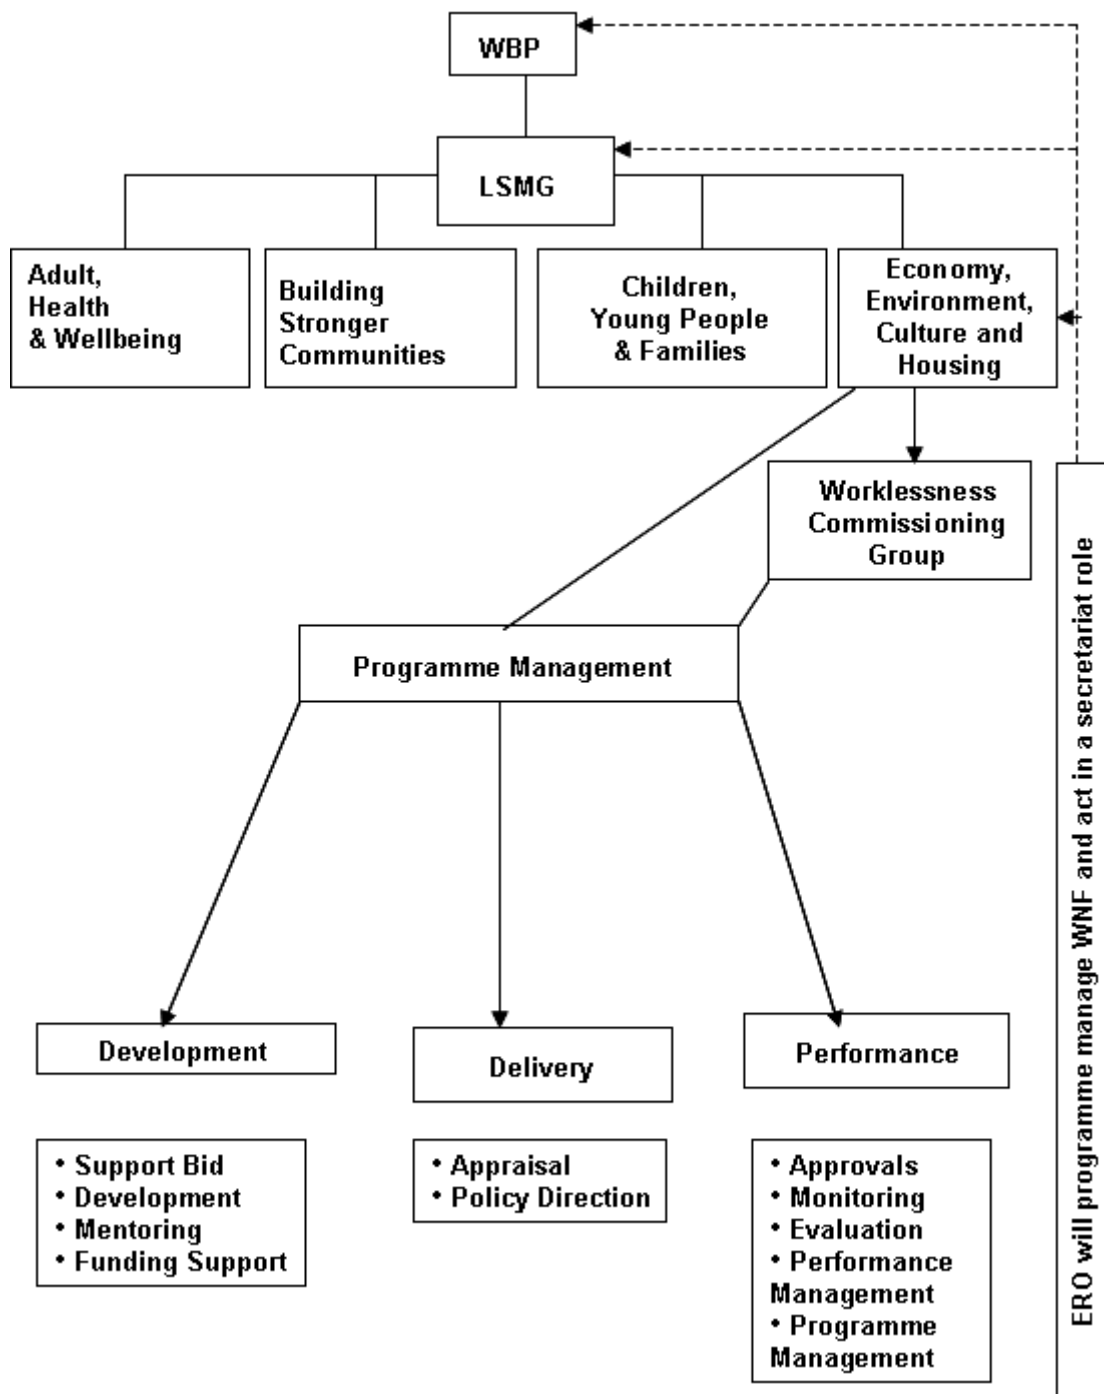 WBP
LSMG
Adult,
Health
& Wellbeing
Building
Stronger
Communities
Children,
Young People
& Families
Economy,
Environment,
Culture and
Housing
Worklessness
Commissioning
Group
Programme Management
Development
Delivery
Performance
• Support Bid
• Development
• Mentoring
• Funding Support
• Appraisal
• Policy Direction
• Approvals
• Monitoring
• Evaluation
• Performance
Management
• Programme
Management
ERO will programme manage WNF and act in a secretariat role